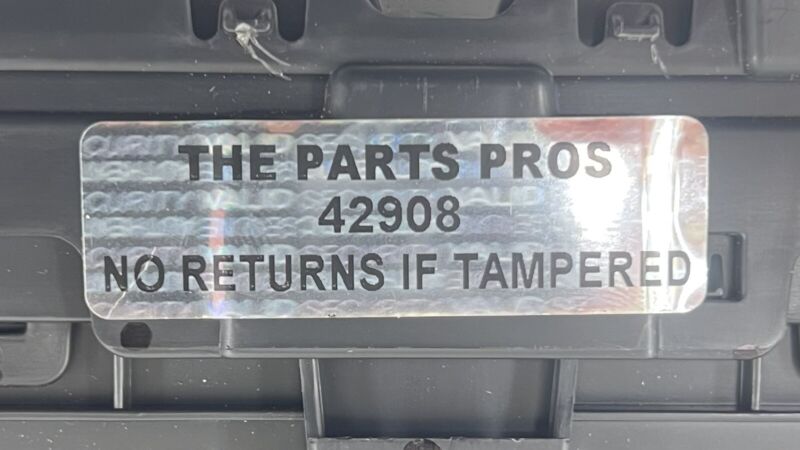 THE PARTS PROS
42908
NO RETURNS IF TAMPERED